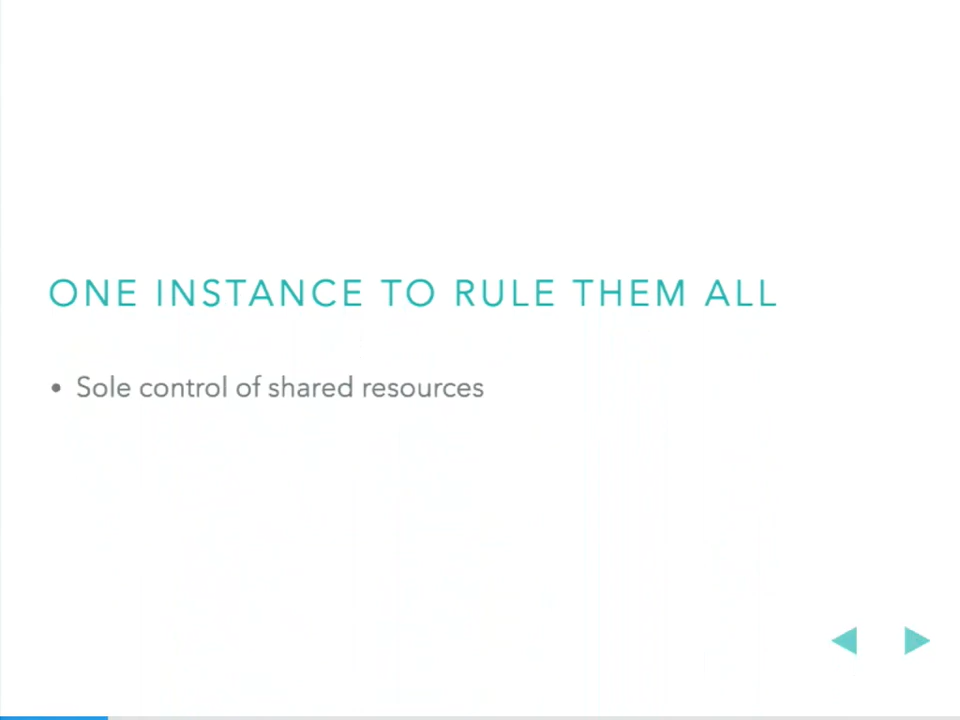 ONE INSTANCE TO RULE THEM ALL
• Sole control of shared resources